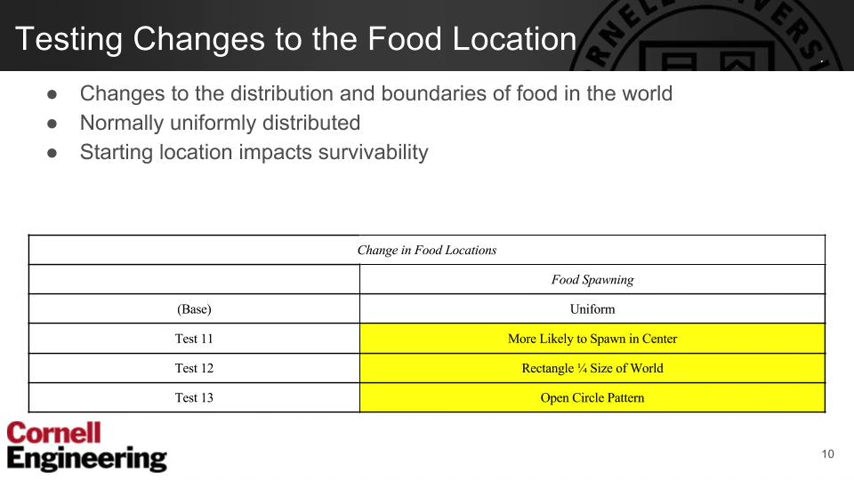 Testing Changes to the Food Location
● Changes to the distribution and boundaries of food in the world
● Normally uniformly distributed
● Starting location impacts survivability
Change in Food Locations
Food Spawning
(Base) Uniform
Test 11 More Likely to Spawn in Center
Test 12 Rectangle ¼ Size of World
Test 13 Open Circle Pattern
Cornell
Engineering
10